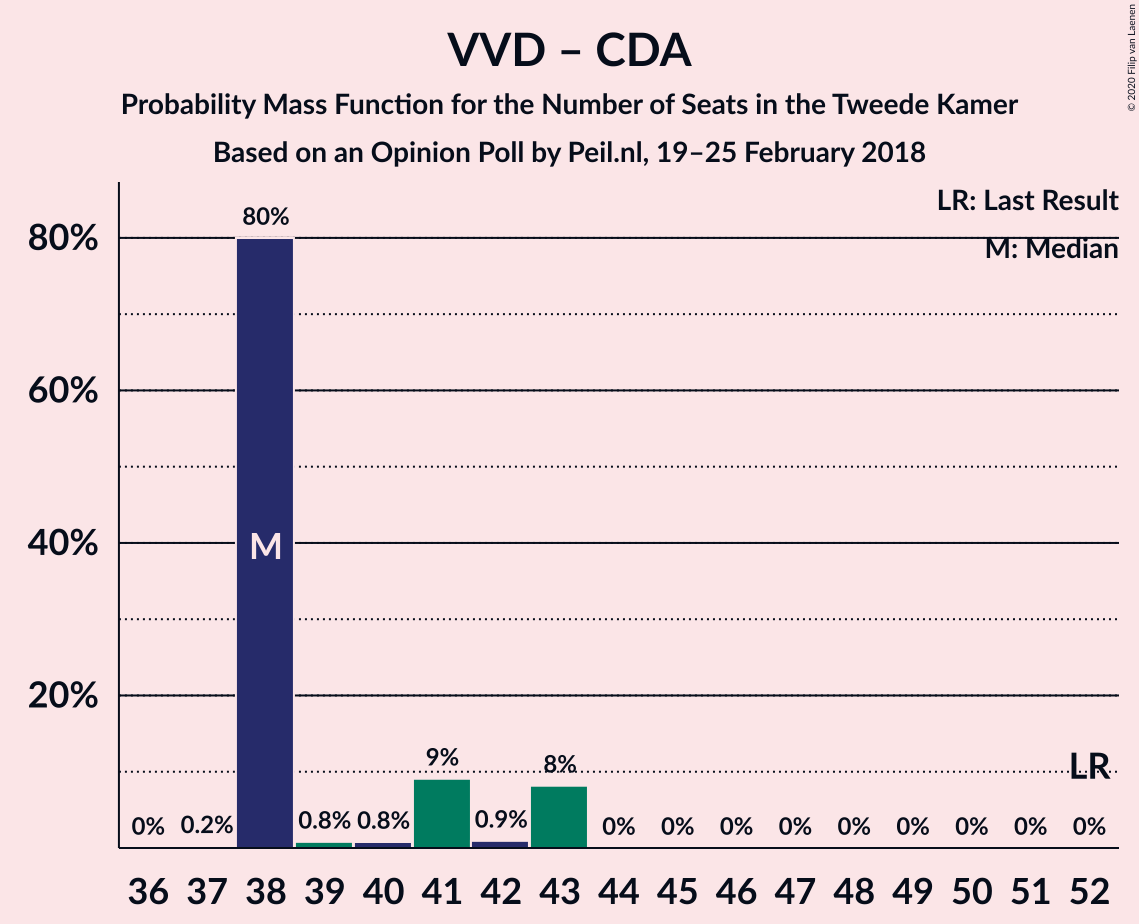 VVD – CDA
Probability Mass Function for the Number of Seats in the Tweede Kamer
Based on an Opinion Poll by Peil.nl, 19–25 February 2018
© 2020 Filip van Laenen
LR: Last Result
M: Median
80%
60%
40%
20%
0%
0.2%
80%
M
0.8%
0.8%
9%
0.9%
8%
0%
0%
0%
0%
0%
0%
0%
0%
0%
LR
36 37 38 39 40 41 42 43 44 45 46 47 48 49 50 51 52